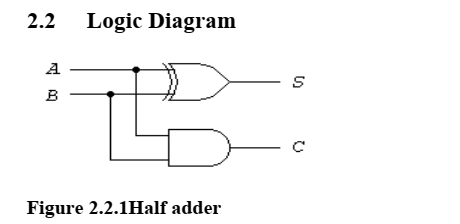 2.2 Logic Diagram
A
S
B
C
Figure 2.2.1Half adder